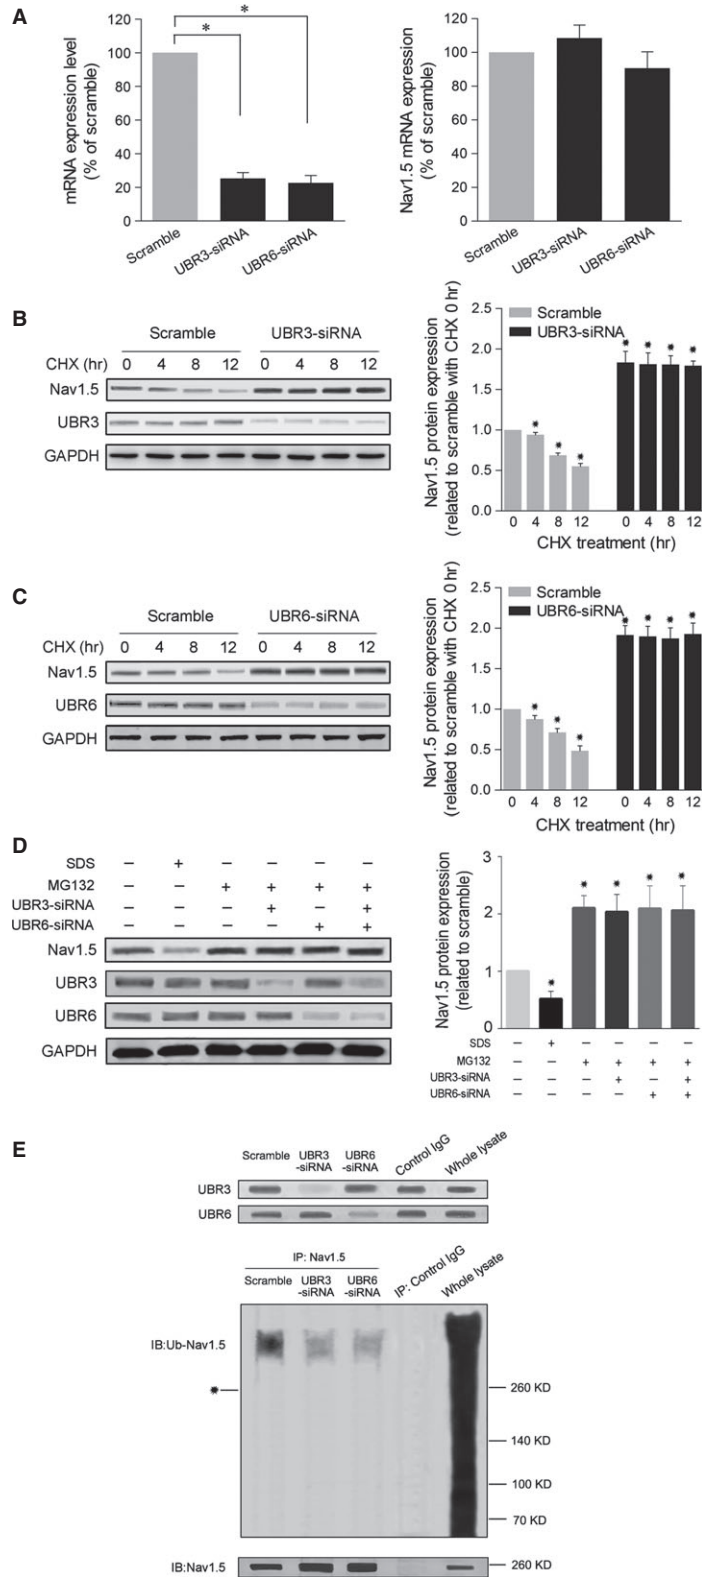 A
mRNA expression level
(% of scramble)
120
100
80
60
40
20
0
*
*
Scramble
UBR3-siRNA
UBR6-siRNA
Nav1.5 mRNA expression
(% of scramble)
120
100
80
60
40
20
0
Scramble
UBR3-siRNA
UBR6-siRNA
B
Scramble UBR3-siRNA
CHX (hr) 0 4 8 12 0 4 8 12
Nav1.5
UBR3
GAPDH
Nav1.5 protein expression
(related to scramble with CHX 0 hr)
2.5
2.0
1.5
1.0
0.5
0.0
Scramble
UBR3-siRNA
* * * * * * *
0 4 8 12 0 4 8 12
CHX treatment (hr)
C
Scramble UBR6-siRNA
CHX (hr) 0 4 8 12 0 4 8 12
Nav1.5
UBR6
GAPDH
Nav1.5 protein expression
(related to scramble with CHX 0 hr)
2.5
2.0
1.5
1.0
0.5
0.0
Scramble
UBR6-siRNA
* * * * * * *
0 4 8 12 0 4 8 12
CHX treatment (hr)
D
SDS – + – – – –
MG132 – – + + + +
UBR3-siRNA – – – + – +
UBR6-siRNA – – – – + +
Nav1.5
UBR3
UBR6
GAPDH
Nav1.5 protein expression
(related to scramble)
3
2
1
0
* * * * *
SDS – + – – – –
MG132 – – + + + +
UBR3-siRNA – – – + – +
UBR6-siRNA – – – – + +
E
Scramble UBR3 -siRNA UBR6 -siRNA Control IgG Whole lysate
UBR3
UBR6
IP: Nav1.5
Scramble UBR3 -siRNA UBR6 -siRNA IP: Control IgG Whole lysate
IB:Ub-Nav1.5
*
260 KD
140 KD
100 KD
70 KD
IB:Nav1.5
260 KD